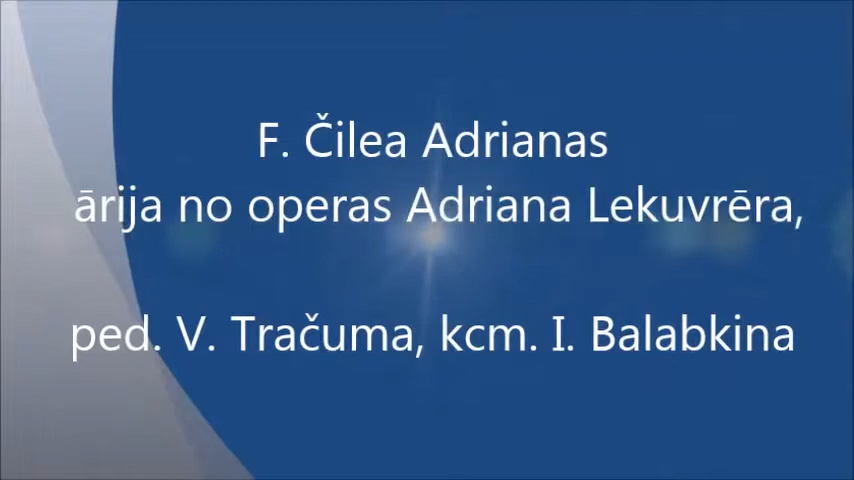 F. Čilea Adrianas
ārija no operas Adriana Lekuvrēra,
ped. V. Tračuma, kcm. I. Balabkina